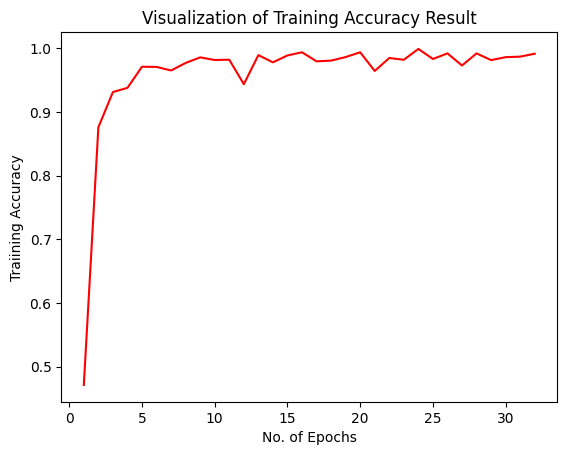 Visualization of Training Accuracy Result
1.0
0.9
0.8
0.7
0.6
0.5
Traiining Accuracy
0 5 10 15 20 25 30
No. of Epochs